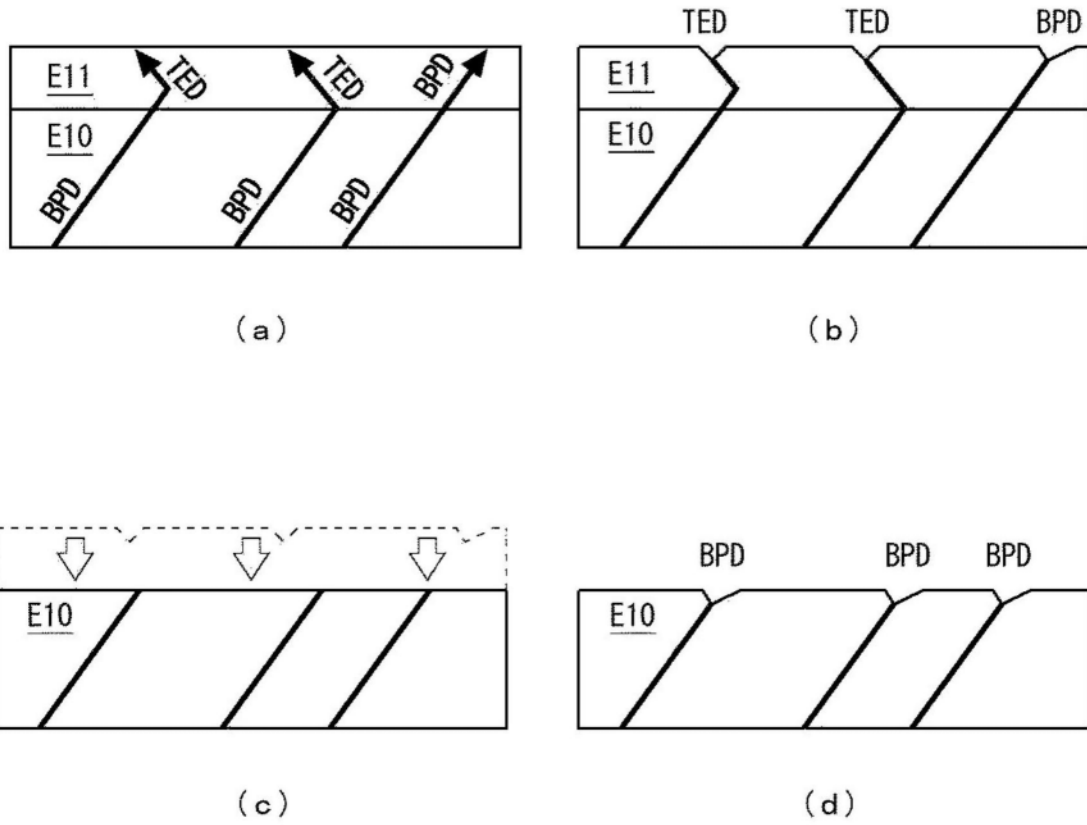 TED TED BPD
E11 TED TED BPD
E10
BPD BPD BPD
(a)
E11
E10
(b)
E10
(c)
BPD BPD BPD
E10
(d)